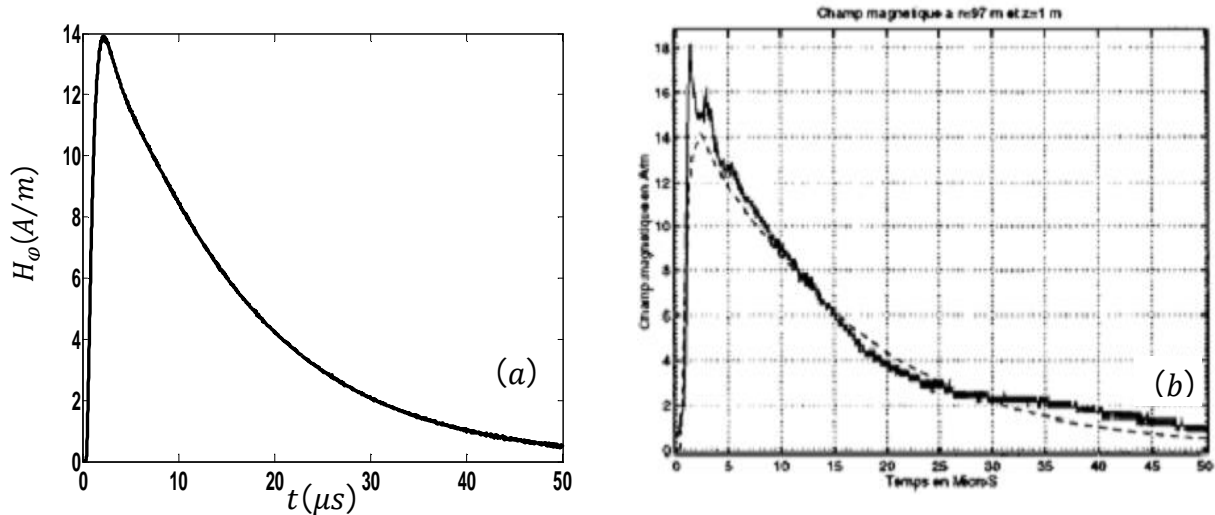 14
12
10
8
6
4
2
0
H_φ(A/m)
(a)
0 10 20 30 40 50
t(μs)
Champ magnetique a r=97 m et z=1 m
18
16
14
12
10
8
6
4
2
0
Champ magnetique en A/m
(b)
0 5 10 15 20 25 30 35 40 45 50
Temps en Micro-S